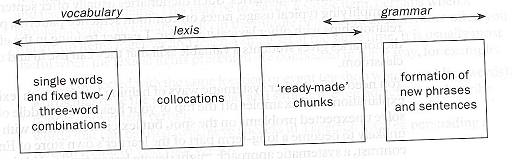 vocabulary
grammar
lexis
single words
and fixed two- /
three-word
combinations
collocations
'ready-made'
chunks
formation of
new phrases
and sentences